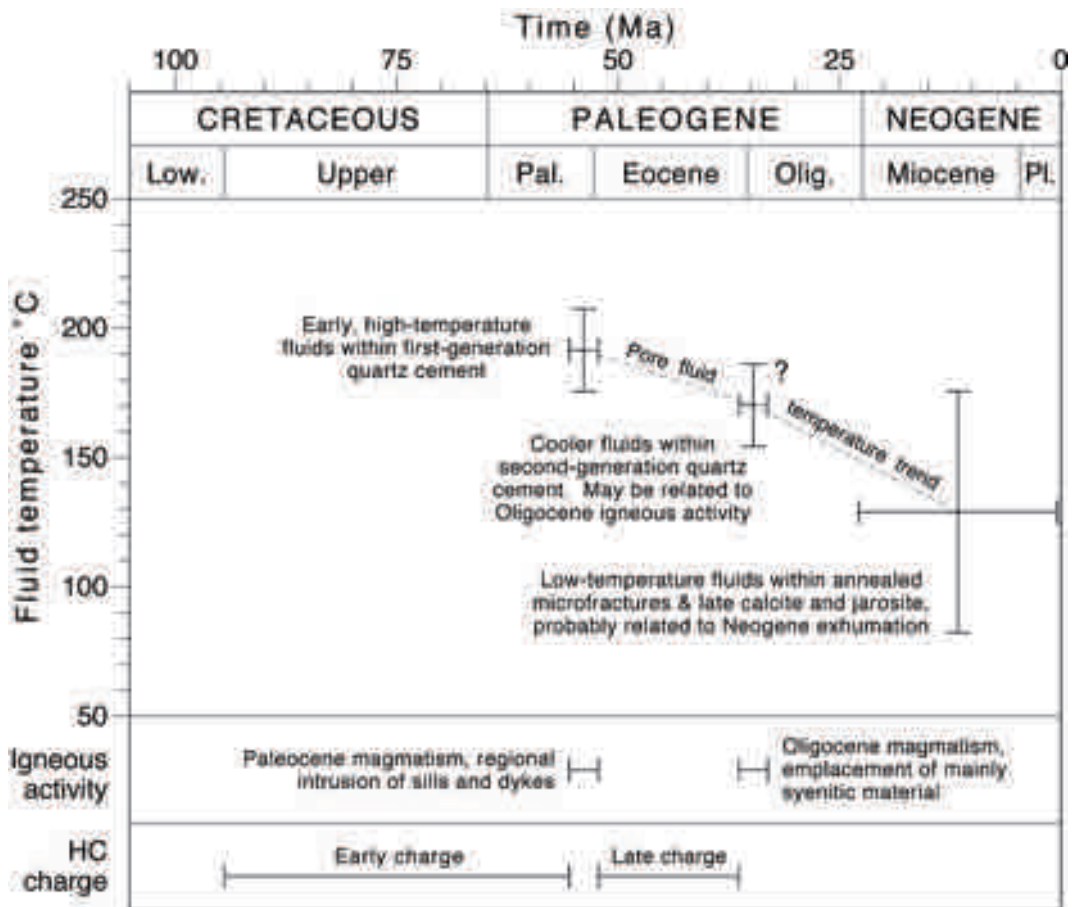 Time (Ma)
100 75 50 25 0
CRETACEOUS PALEOGENE NEOGENE
Low. Upper Pal. Eocene Olig. Miocene Pl.
Fluid temperature °C
250
200
150
100
50
Early, high-temperature
fluids within first-generation
quartz cement
Pore fluid
?
temperature trend
Cooler fluids within
second-generation quartz
cement. May be related to
Oligocene igneous activity
Low-temperature fluids within annealed
microfractures & late calcite and jarosite,
probably related to Neogene exhumation
Igneous
activity
Paleocene magmatism, regional
intrusion of sills and dykes
Oligocene magmatism,
emplacement of mainly
syenitic material
HC
charge
Early charge
Late charge